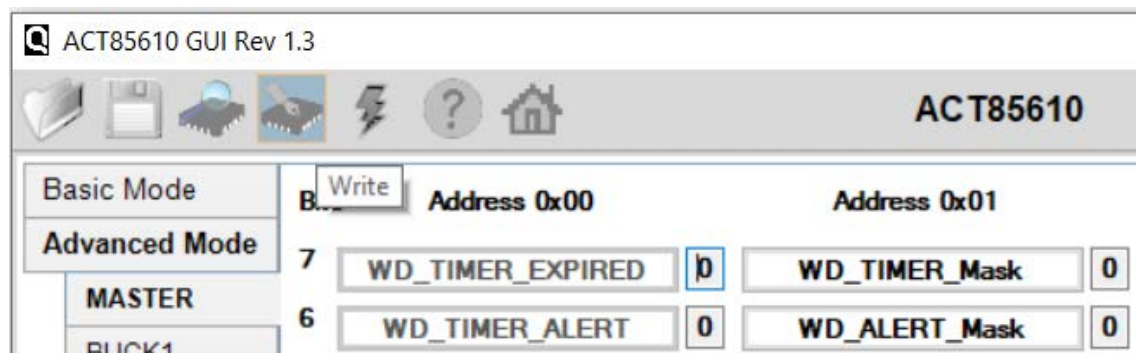 ACT85610 GUI Rev 1.3
? ACT85610
Basic Mode
Write
Address 0x00 Address 0x01
Advanced Mode
7 WD_TIMER_EXPIRED 0 WD_TIMER_Mask 0
MASTER
6 WD_TIMER_ALERT 0 WD_ALERT_Mask 0
BUCK1